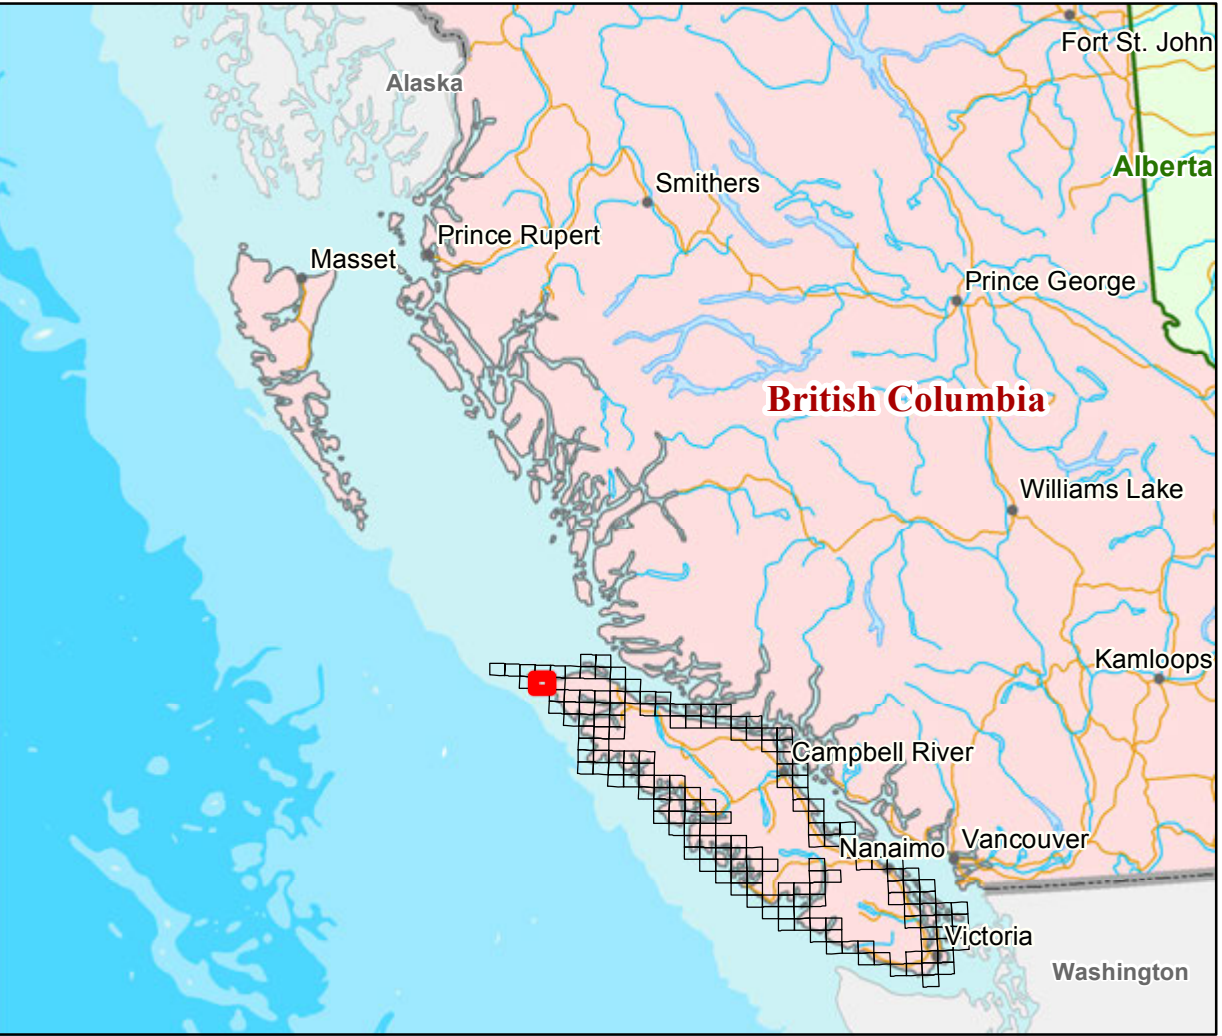 Fort St. John
Alaska
Alberta
Smithers
Prince Rupert
Masset
Prince George
British Columbia
Williams Lake
Kamloops
Campbell River
Vancouver
Nanaimo
Victoria
Washington